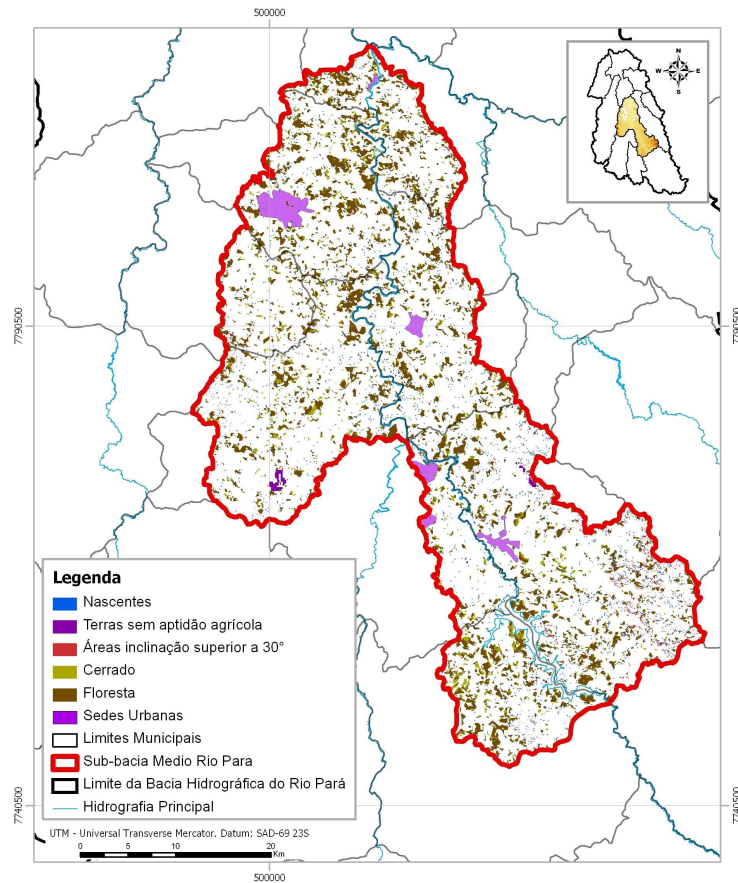 500000
N
W E
S
7790500
7790500
Legenda
Nascentes
Terras sem aptidão agrícola
Áreas inclinação superior a 30°
Cerrado
Floresta
Sedes Urbanas
Limites Municipais
Sub-bacia Medio Rio Para
Limite da Bacia Hidrográfica do Rio Pará
Hidrografia Principal
7740500
7740500
UTM - Universal Transverse Mercator. Datum: SAD-69 23S
0 5 10 20
Km
500000